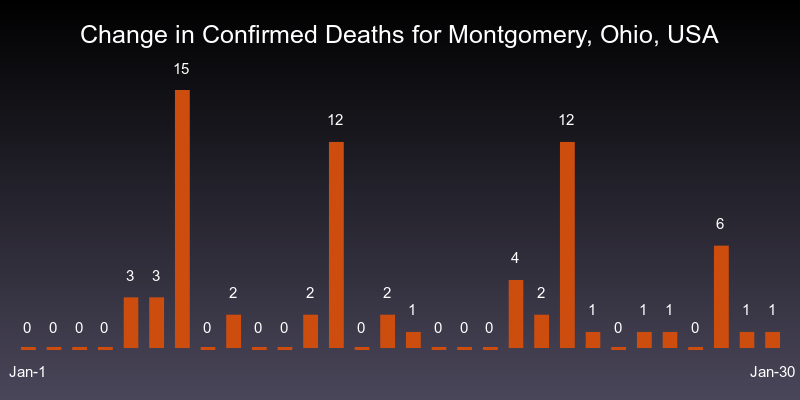 Change in Confirmed Deaths for Montgomery, Ohio, USA
0 0 0 0 3 3 15 0 2 0 0 2 12 0 2 1 0 0 0 4 2 12 1 0 1 1 0 6 1 1
Jan-1 Jan-30